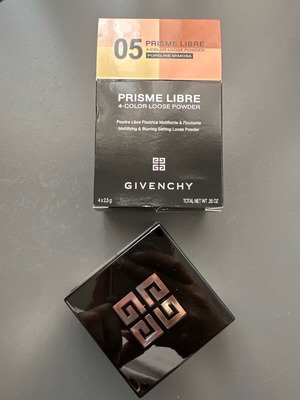 05 PRISME LIBRE
4-COLOR LOOSE POWDER
POPELINE MIMOSA
PRISME LIBRE
4-COLOR LOOSE POWDER
Poudre Libre Fixatrice Matifiante & Floutante
Mattifying & Blurring Setting Loose Powder
GIVENCHY
4 x 2,5 g
TOTAL NET WT .35 OZ.